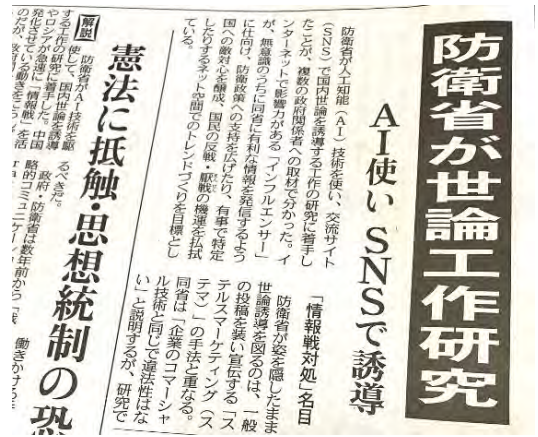 防衛省が世論工作研究
AI使い SNSで誘導
防衛省が人工知能(AI)技術を使い、交流サイト
(SNS)で国内世論を誘導する工作の研究に着手し
たことが、複数の政府関係者への取材で分かった。イ
ンターネットで影響力がある「インフルエンサー」
が、無意識のうちに同省に有利な情報を発信するよう
に仕向け、防衛政策への支持を広げたり、有事で特定
国への敵対心を醸成、国民の反戦・厭戦の機運を払拭
したりするネット空間でのトレンドづくりを目標とし
ている。
「情報戦対処」名目
防衛省が姿を隠したまま
世論誘導を図るのは、一般
の投稿を装い宣伝する「ス
テルスマーケティング(ス
テマ)」の手法と重なる。
同省は「企業のコマーシャ
ル技術と同じで違法性はな
い」と説明するが、研究で
憲法に抵触・思想統制の恐
解説
防衛省がAI技術を駆
使して、国内世論を誘導
する工作の研究に着手した。中国
やロシアが急速に「情報戦」を活
発化させている動きを
るべきだ。
政府・防衛省は数年前から「戦
略的コミュニケーシ
働きかける